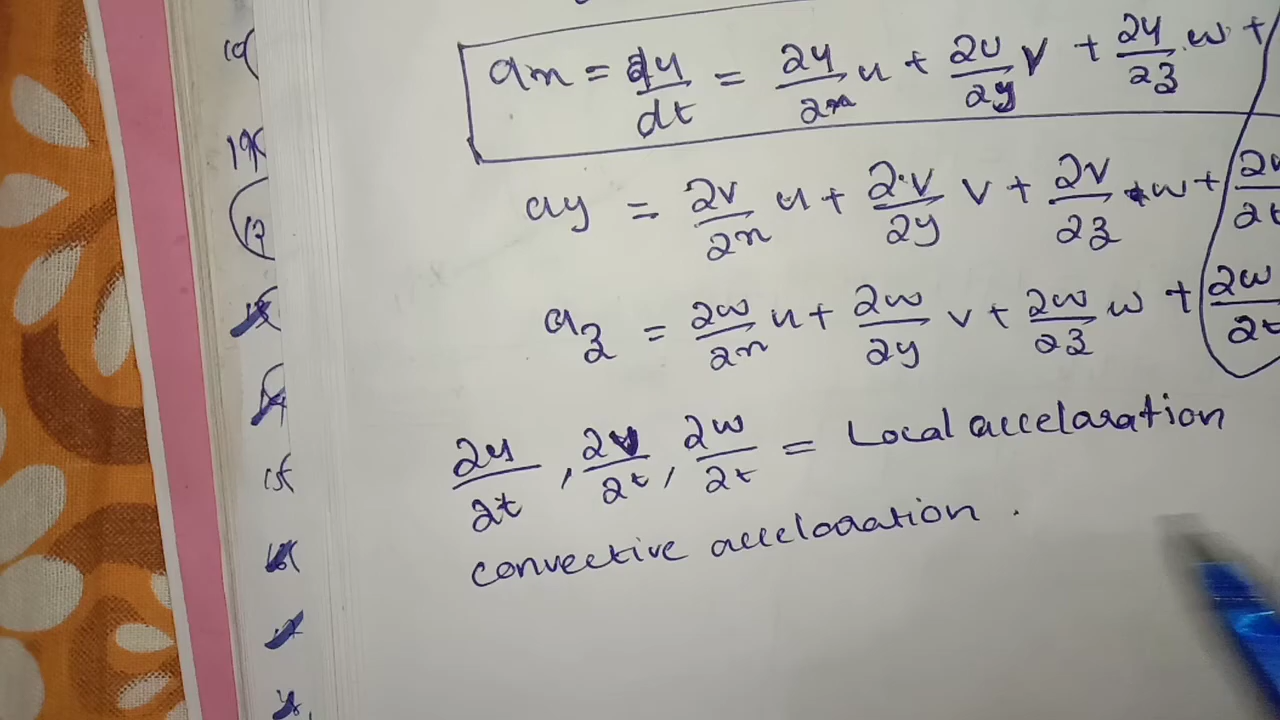 ax = du/dt = ∂u/∂x u + ∂u/∂y v + ∂u/∂z w +
ay = ∂v/∂x u + ∂v/∂y v + ∂v/∂z w + ∂v/∂t
az = ∂w/∂x u + ∂w/∂y v + ∂w/∂z w + ∂w/∂t
∂u/∂t, ∂v/∂t, ∂w/∂t = Local accelaration
convective accelaration.